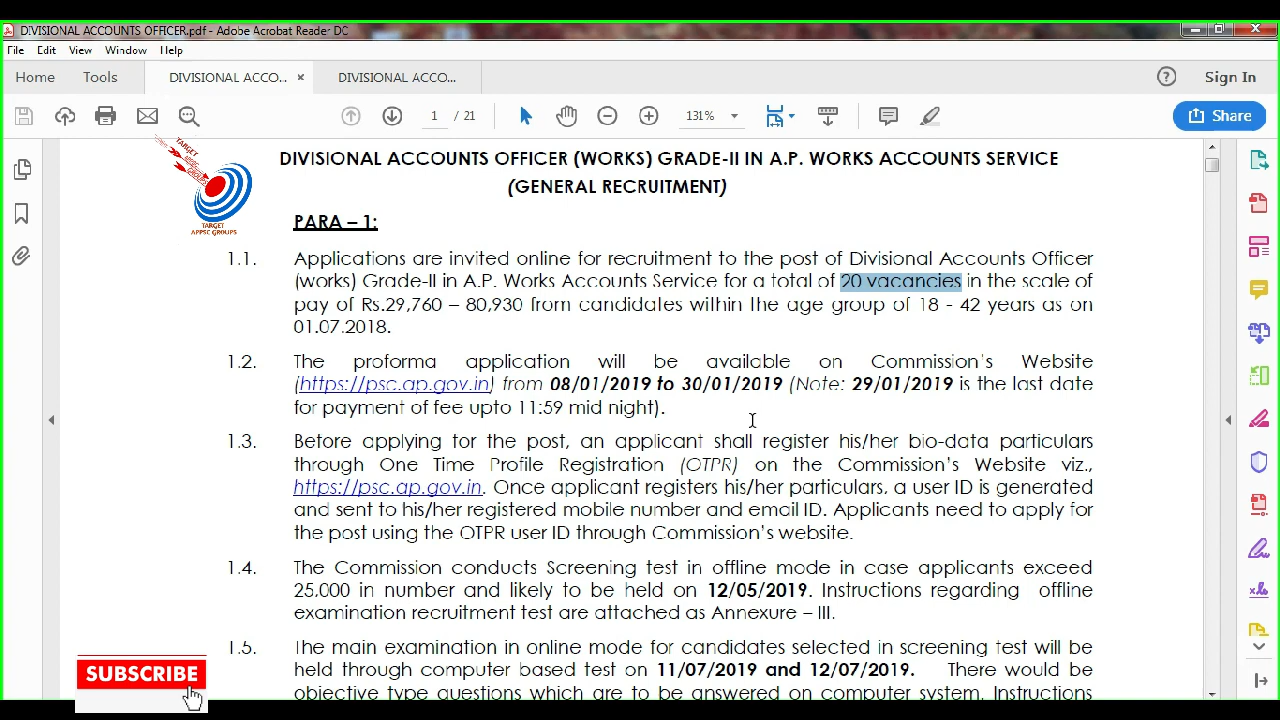 DIVISIONAL ACCOUNTS OFFICER.pdf - Adobe Acrobat Reader DC
File Edit View Window Help
Home Tools DIVISIONAL ACCO... × DIVISIONAL ACCO... Sign In
1 / 21 131% Share
DIVISIONAL ACCOUNTS OFFICER (WORKS) GRADE-II IN A.P. WORKS ACCOUNTS SERVICE
(GENERAL RECRUITMENT)
TARGET
APPSC GROUPS
PARA – 1:
1.1. Applications are invited online for recruitment to the post of Divisional Accounts Officer
(works) Grade-II in A.P. Works Accounts Service for a total of 20 vacancies in the scale of
pay of Rs.29,760 – 80,930 from candidates within the age group of 18 - 42 years as on
01.07.2018.
1.2. The proforma application will be available on Commission's Website
(https://psc.ap.gov.in) from 08/01/2019 to 30/01/2019 (Note: 29/01/2019 is the last date
for payment of fee upto 11:59 mid night).
1.3. Before applying for the post, an applicant shall register his/her bio-data particulars
through One Time Profile Registration (OTPR) on the Commission's Website viz.,
https://psc.ap.gov.in. Once applicant registers his/her particulars, a user ID is generated
and sent to his/her registered mobile number and email ID. Applicants need to apply for
the post using the OTPR user ID through Commission's website.
1.4. The Commission conducts Screening test in offline mode in case applicants exceed
25,000 in number and likely to be held on 12/05/2019. Instructions regarding offline
examination recruitment test are attached as Annexure – III.
1.5. The main examination in online mode for candidates selected in screening test will be
held through computer based test on 11/07/2019 and 12/07/2019. There would be
objective type questions which are to be answered on computer system. Instructions
SUBSCRIBE